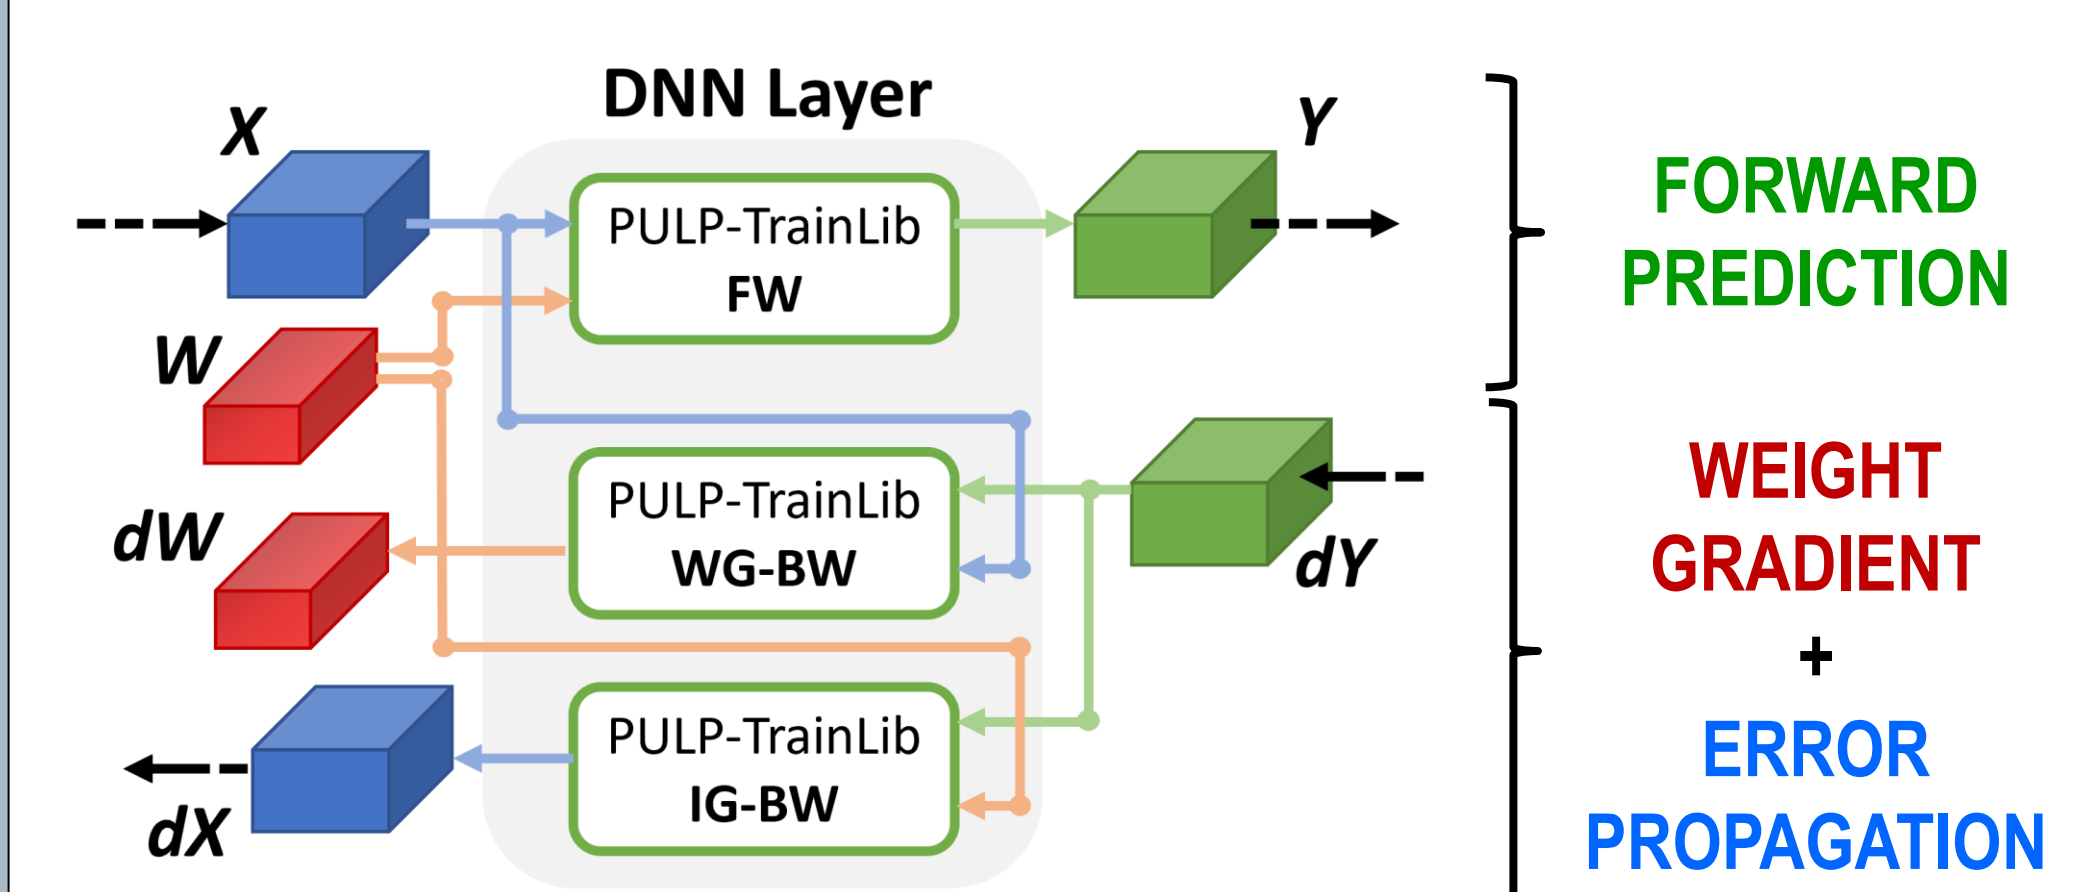 DNN Layer
X
Y
PULP-TrainLib
FW
W
FORWARD
PREDICTION
PULP-TrainLib
WG-BW
dW
dY
WEIGHT
GRADIENT
+
ERROR
PROPAGATION
PULP-TrainLib
IG-BW
dX